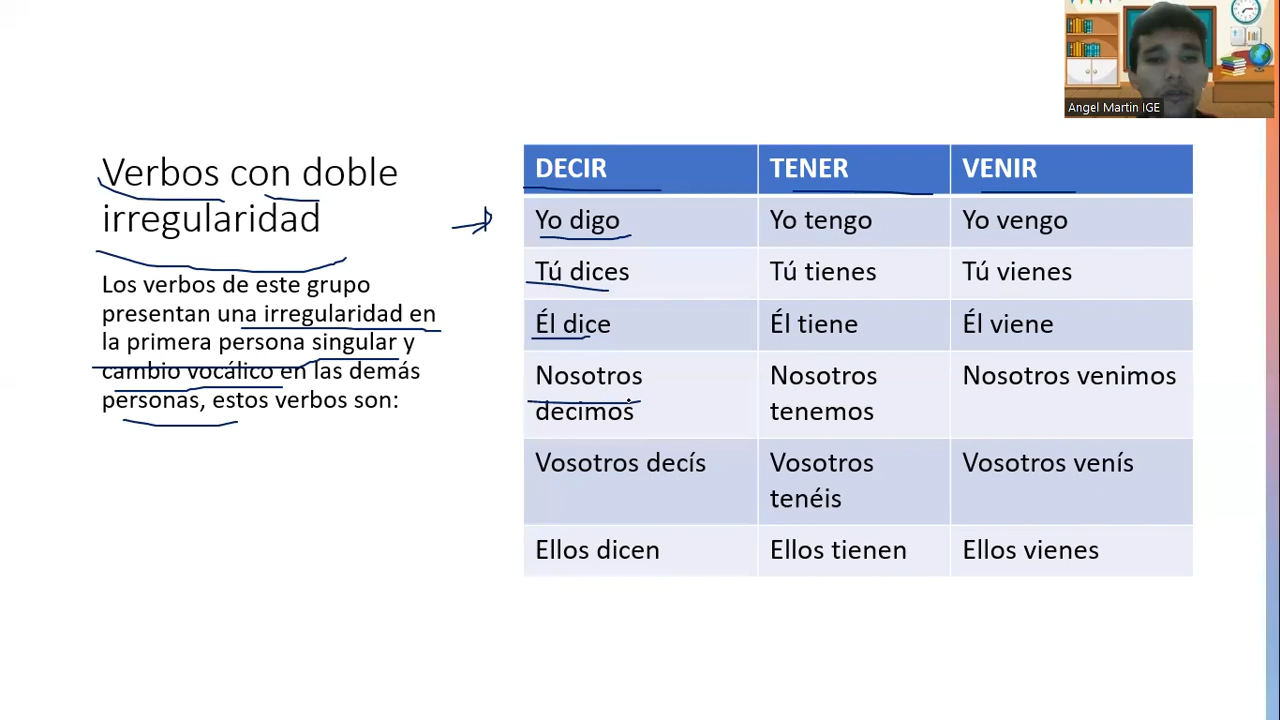 Angel Martin IGE
Verbos con doble
irregularidad
Los verbos de este grupo
presentan una irregularidad en
la primera persona singular y
cambio vocálico en las demás
personas, estos verbos son:
DECIR TENER VENIR
Yo digo Yo tengo Yo vengo
Tú dices Tú tienes Tú vienes
Él dice Él tiene Él viene
Nosotros Nosotros Nosotros venimos
decimos tenemos
Vosotros decís Vosotros Vosotros venís
tenéis
Ellos dicen Ellos tienen Ellos vienes